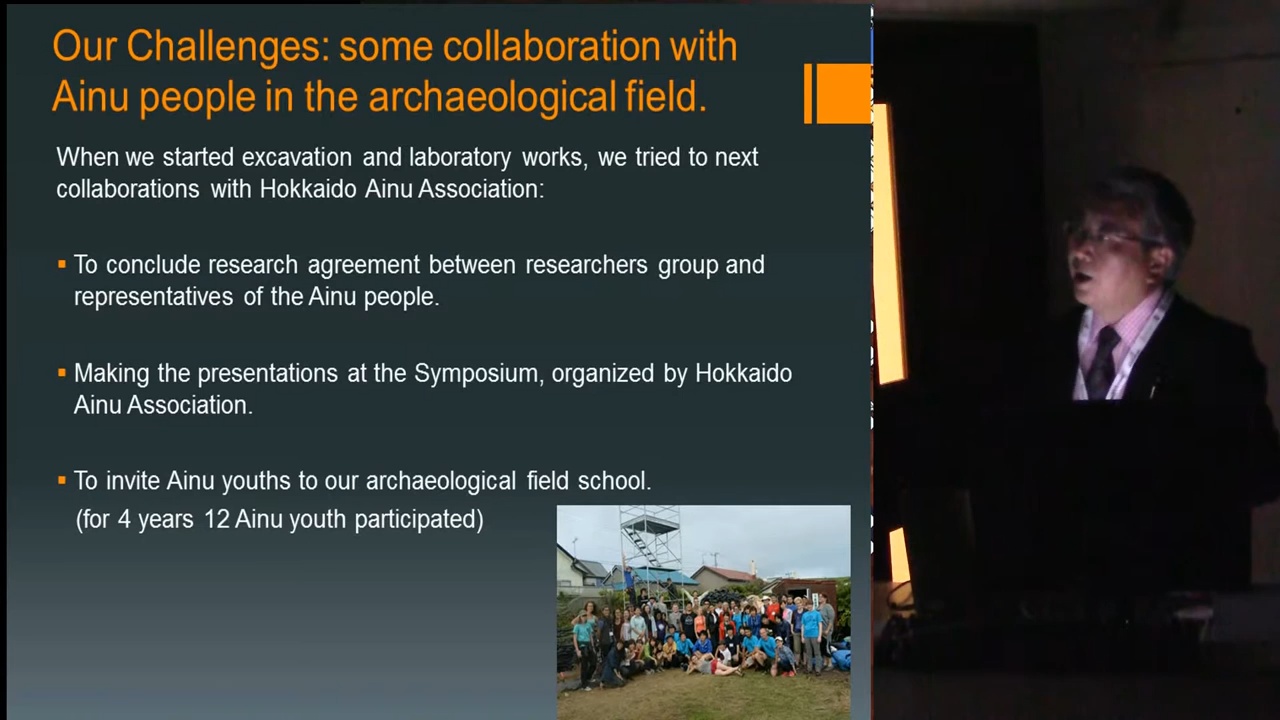 Our Challenges: some collaboration with
Ainu people in the archaeological field.
When we started excavation and laboratory works, we tried to next
collaborations with Hokkaido Ainu Association:
▪ To conclude research agreement between researchers group and
representatives of the Ainu people.
▪ Making the presentations at the Symposium, organized by Hokkaido
Ainu Association.
▪ To invite Ainu youths to our archaeological field school.
(for 4 years 12 Ainu youth participated)